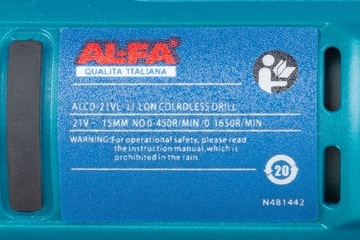 AL-FA
QUALITA ITALIANA
ALCD-21VL LI-LON CORDLESS DRILL
21V ⎓ 15MM NO 0-450R/MIN/0 1650R/MIN
WARNING:For operational safety, please read
the instruction manual, which is
prohibited in the rain.
20
N481442